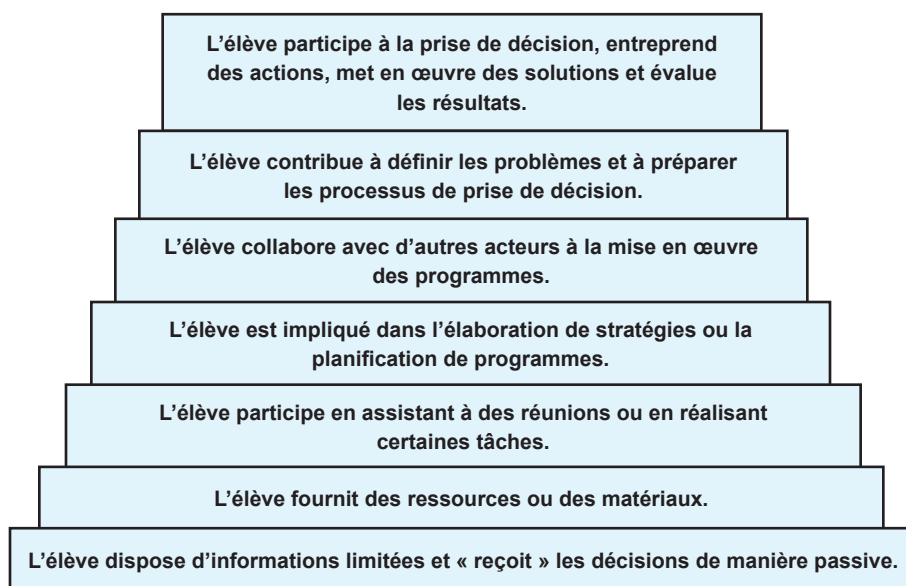 L’élève participe à la prise de décision, entreprend
des actions, met en œuvre des solutions et évalue
les résultats.
L’élève contribue à définir les problèmes et à préparer
les processus de prise de décision.
L’élève collabore avec d’autres acteurs à la mise en œuvre
des programmes.
L’élève est impliqué dans l’élaboration de stratégies ou la
planification de programmes.
L’élève participe en assistant à des réunions ou en réalisant
certaines tâches.
L’élève fournit des ressources ou des matériaux.
L’élève dispose d’informations limitées et « reçoit » les décisions de manière passive.